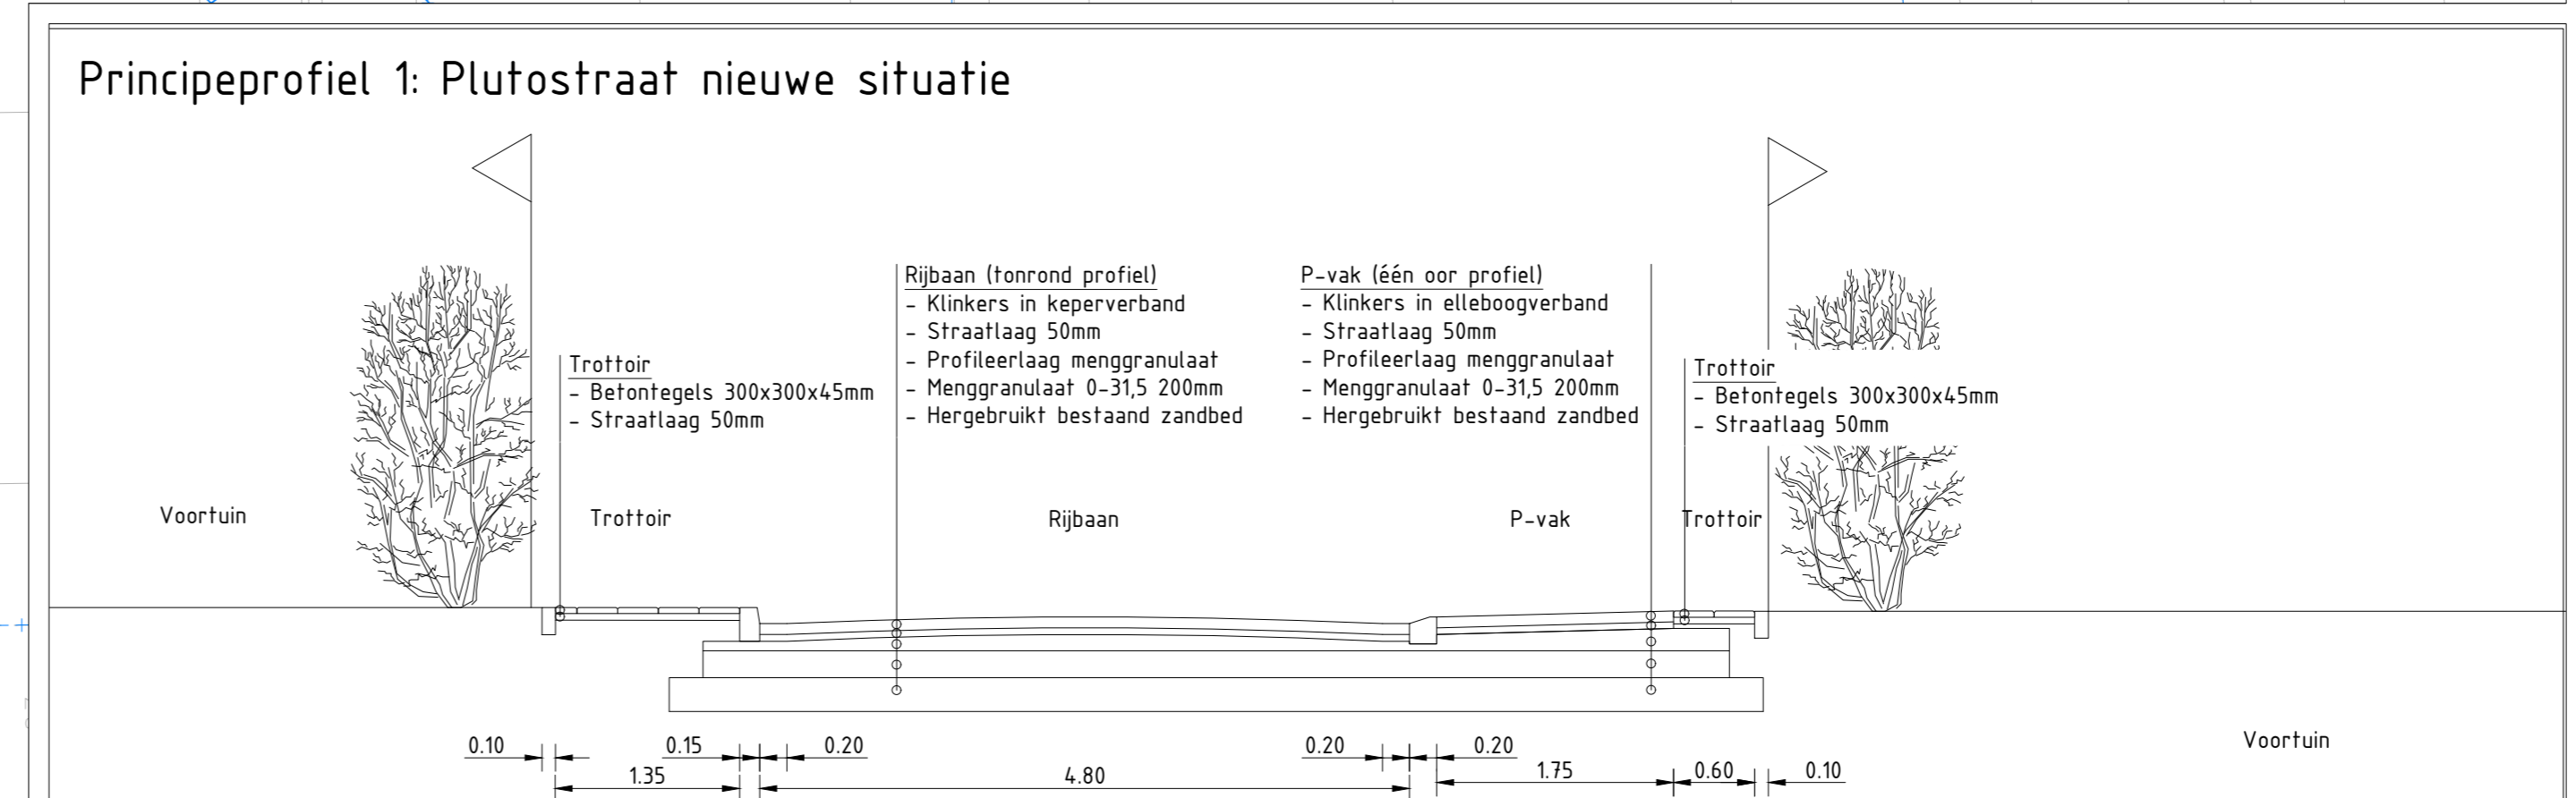 Principeprofiel 1: Plutostraat nieuwe situatie
Rijbaan (tonrond profiel)
- Klinkers in keperverband
- Straatlaag 50mm
- Profileerlaag menggranulaat
- Menggranulaat 0-31,5 200mm
- Hergebruikt bestaand zandbed
P-vak (één oor profiel)
- Klinkers in elleboogverband
- Straatlaag 50mm
- Profileerlaag menggranulaat
- Menggranulaat 0-31,5 200mm
- Hergebruikt bestaand zandbed
Trottoir
- Betontegels 300x300x45mm
- Straatlaag 50mm
Trottoir
- Betontegels 300x300x45mm
- Straatlaag 50mm
Voortuin
Trottoir
Rijbaan
P-vak
Trottoir
Voortuin
0.10
0.15
0.20
0.20
0.20
1.35
4.80
1.75
0.60
0.10